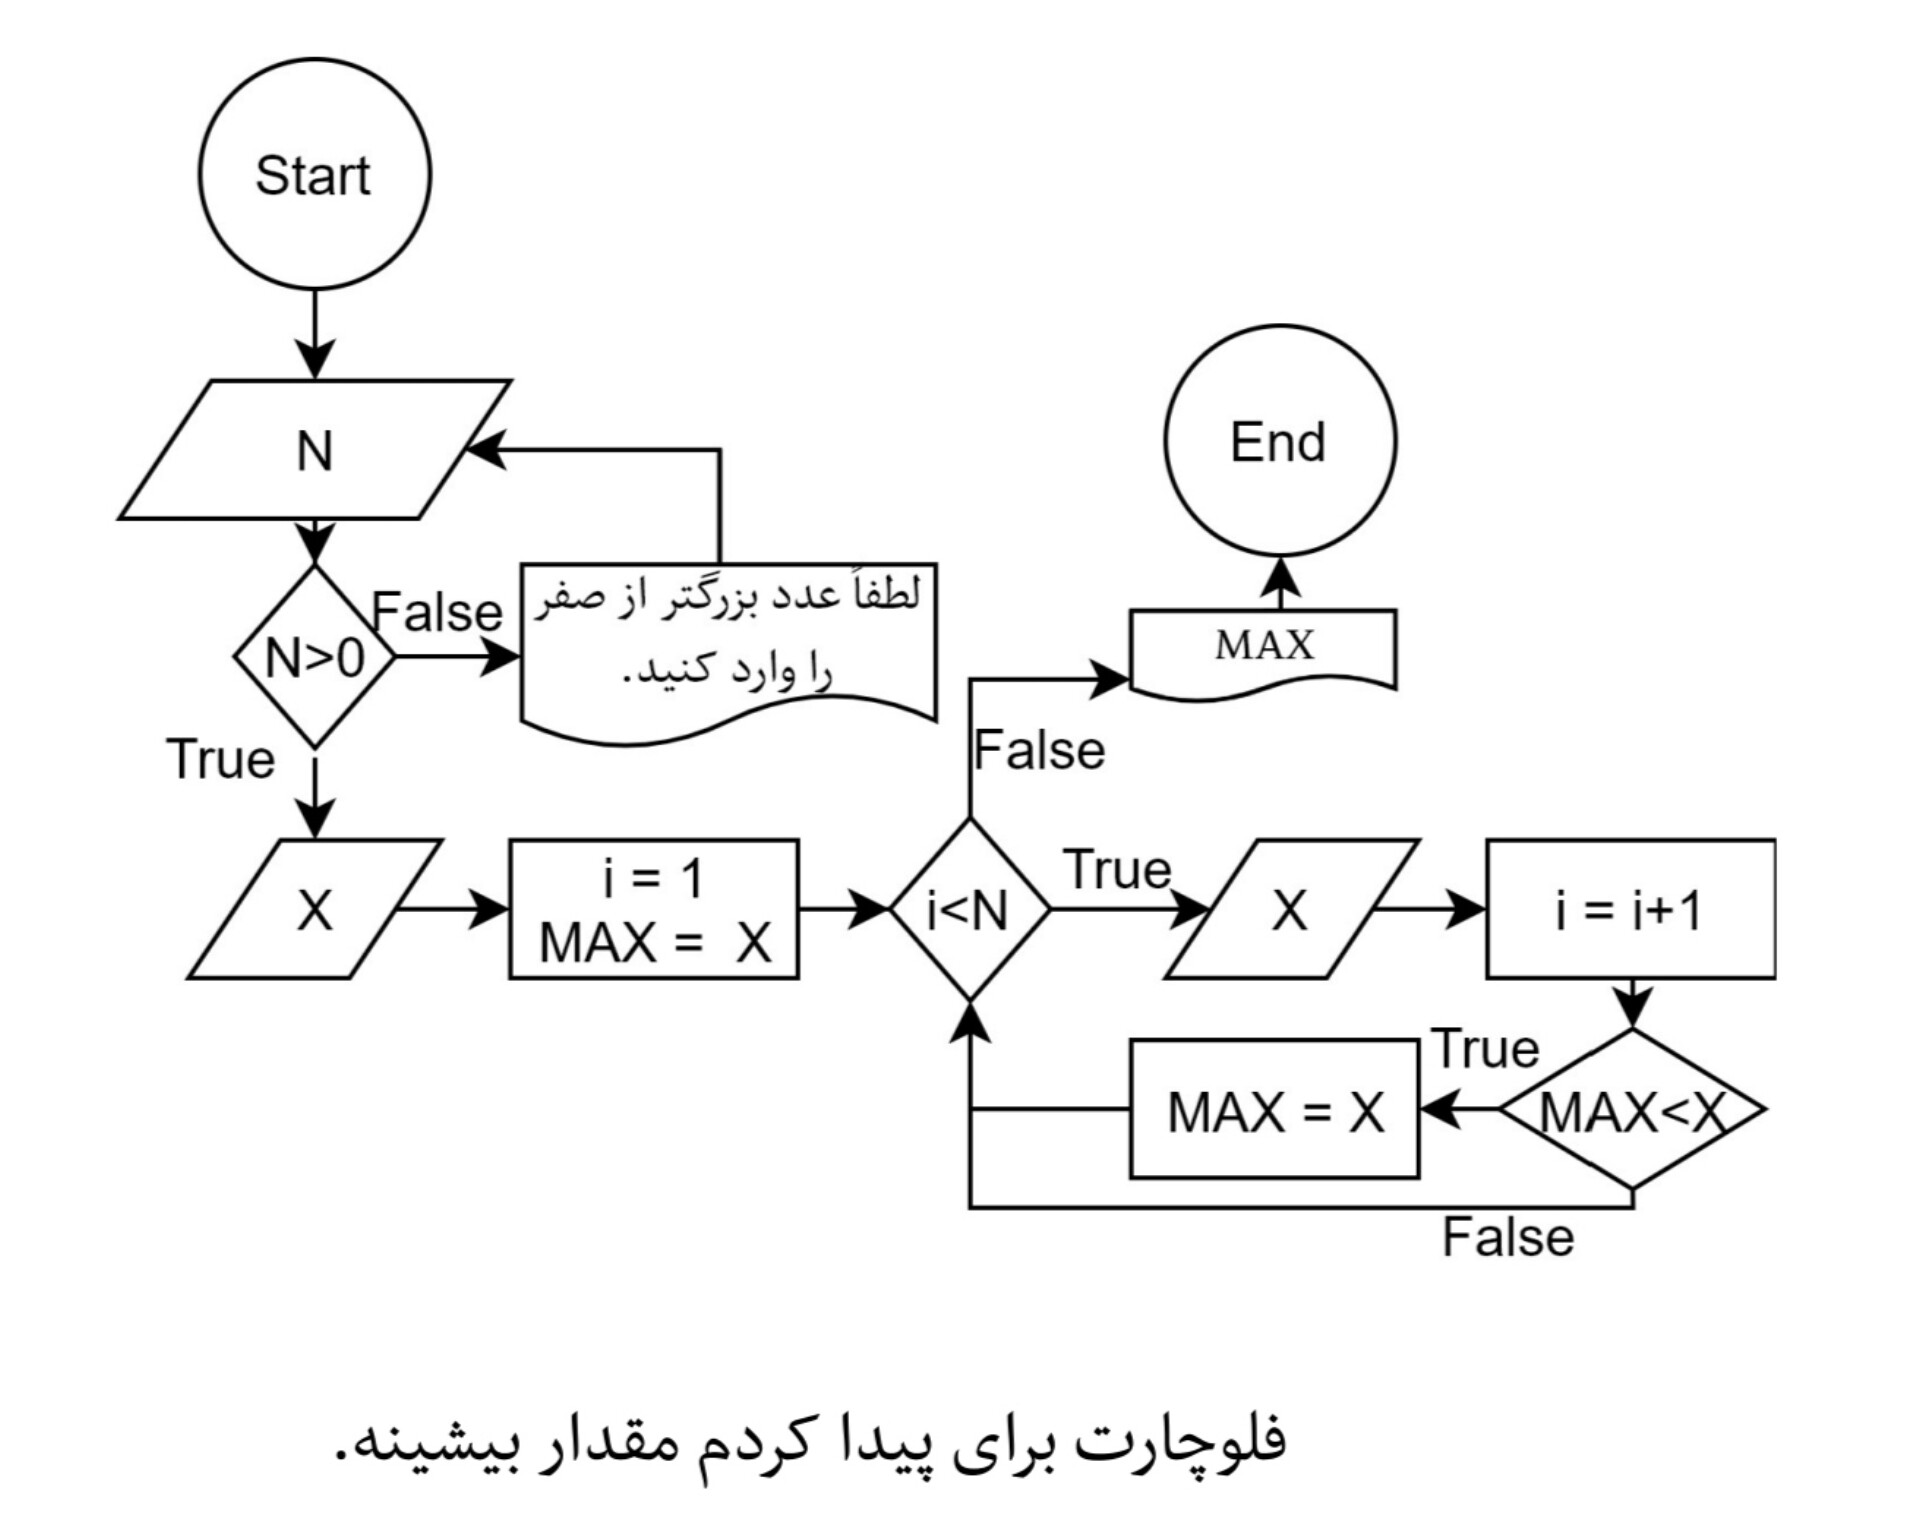 Start
N
N>0
False
لطفاً عدد بزرگتر از صفر
را وارد کنید.
True
X
i = 1
MAX = X
i<N
False
MAX
End
True
X
i = i+1
MAX<X
True
MAX = X
False
فلوچارت برای پیدا کردم مقدار بیشینه.